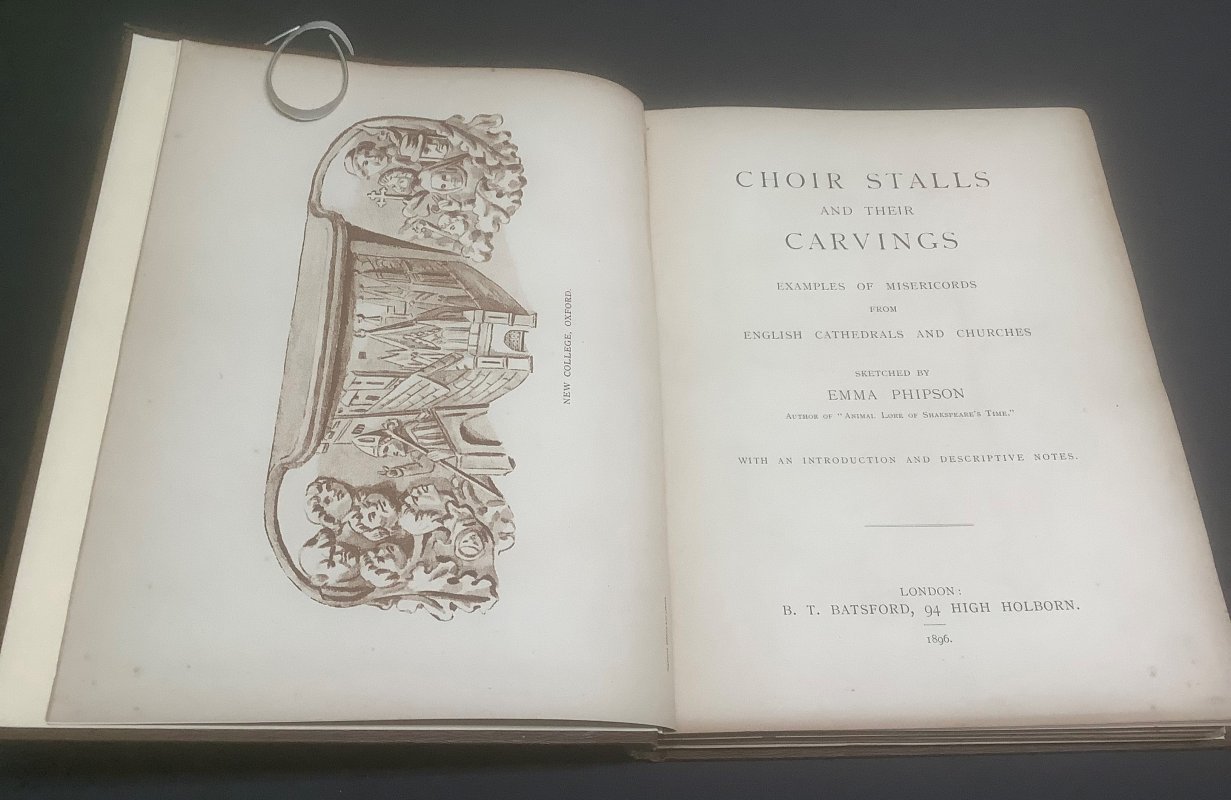 NEW COLLEGE, OXFORD.
CHOIR STALLS
AND THEIR
CARVINGS
EXAMPLES OF MISERICORDS
FROM
ENGLISH CATHEDRALS AND CHURCHES
SKETCHED BY
EMMA PHIPSON
AUTHOR OF "ANIMAL LORE OF SHAKSPEARE'S TIME."
WITH AN INTRODUCTION AND DESCRIPTIVE NOTES.
LONDON:
B. T. BATSFORD, 94 HIGH HOLBORN.
1896.